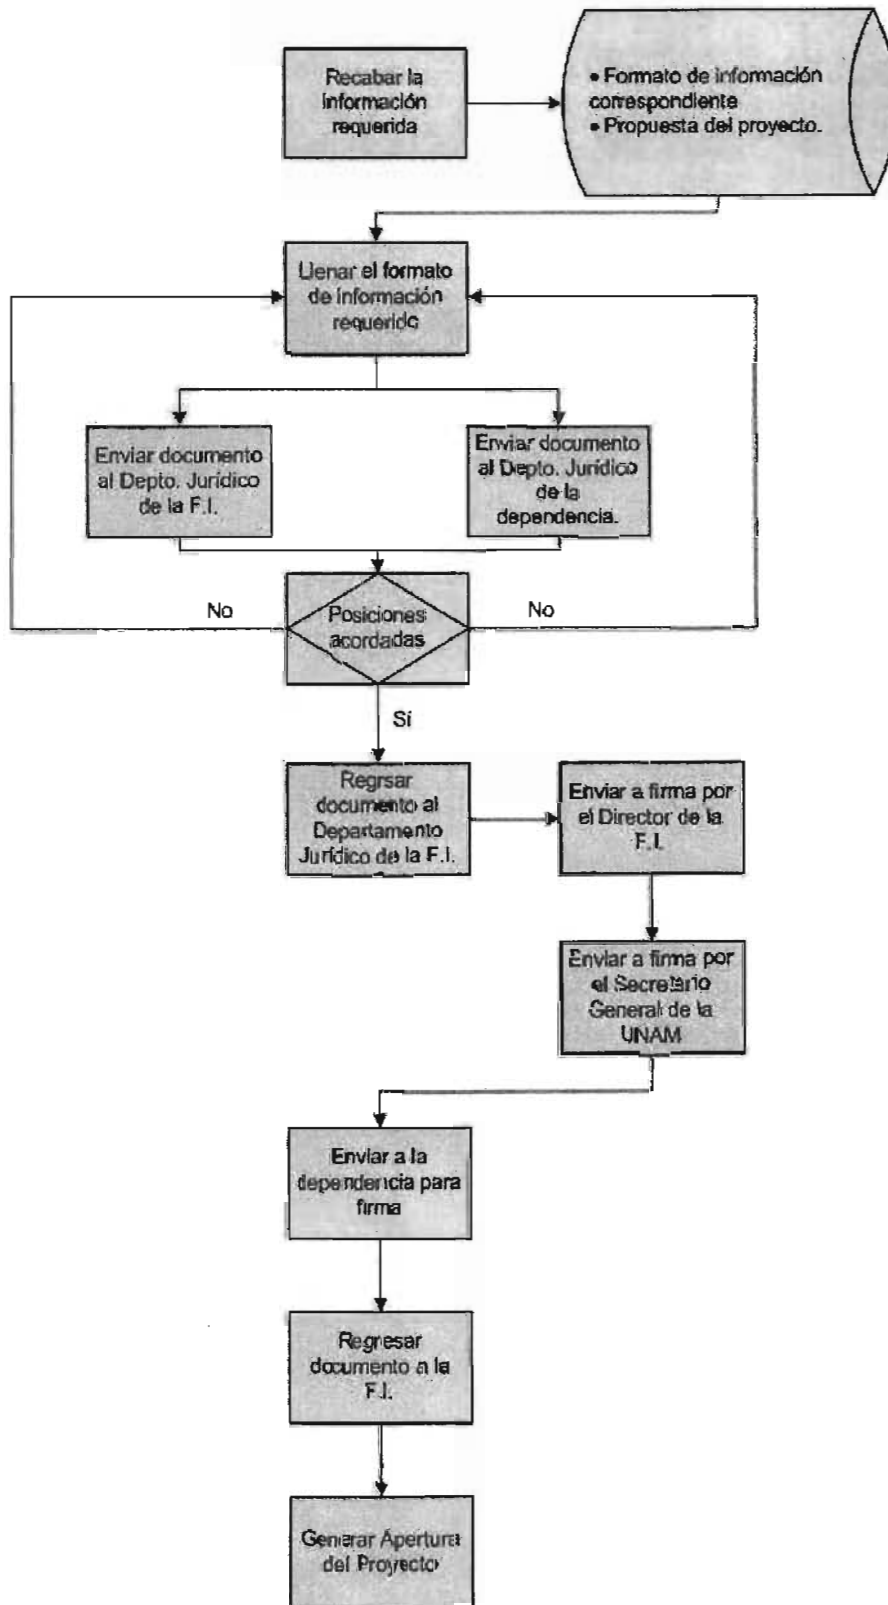 Recabar la
información
requerida
• Formato de información
correspondiente
• Propuesta del proyecto.
Llenar el formato
de información
requerido
Enviar documento
al Depto. Jurídico
de la F.I.
Enviar documento
al Depto. Jurídico
de la
dependencia.
No
Posiciones
acordadas
No
Sí
Regrsar
documento al
Departamento
Jurídico de la F.I.
Enviar a firma por
el Director de la
F.I.
Enviar a firma por
el Secretario
General de la
UNAM
Enviar a la
dependencia para
firma
Regresar
documento a la
F.I.
Generar Apertura
del Proyecto